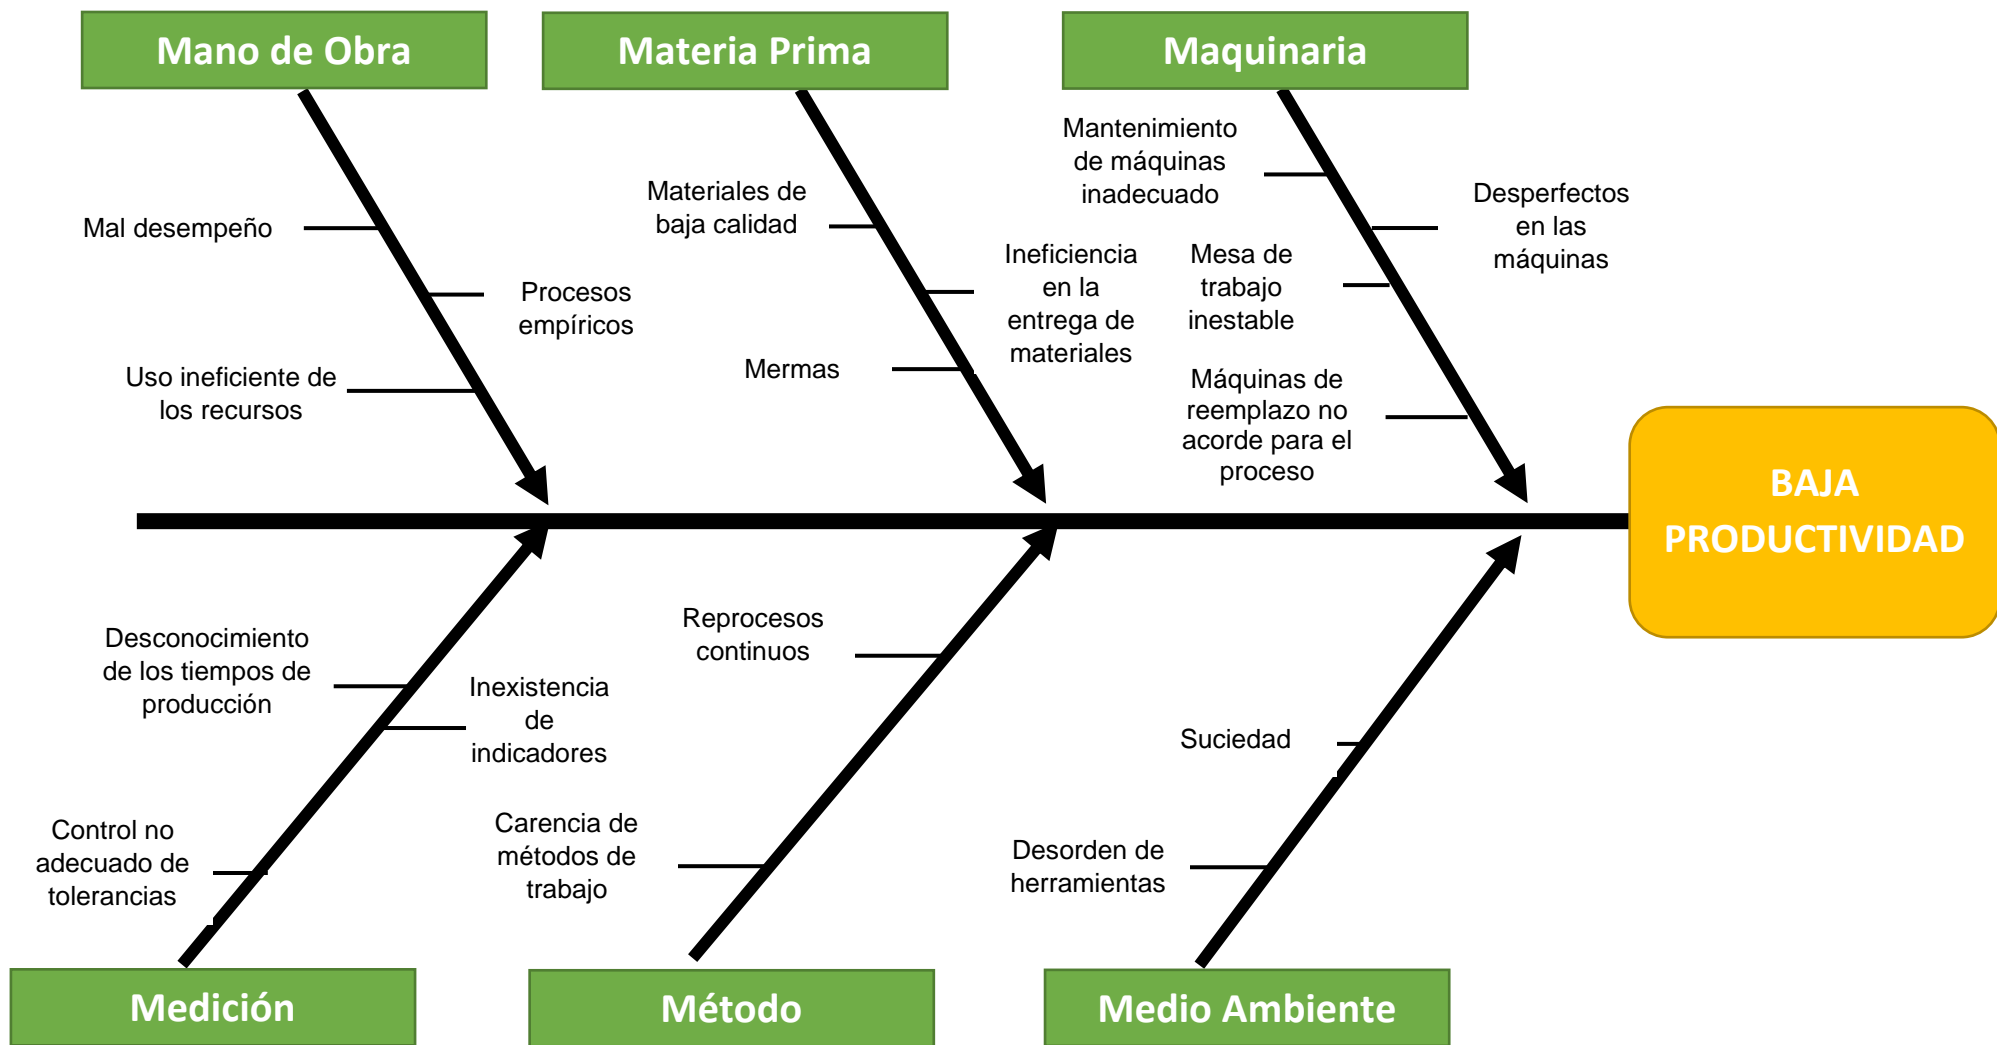 Mano de Obra
Materia Prima
Maquinaria
Mal desempeño
Procesos
empíricos
Uso ineficiente de
los recursos
Materiales de
baja calidad
Ineficiencia
en la
entrega de
materiales
Mermas
Mantenimiento
de máquinas
inadecuado
Desperfectos
en las
máquinas
Mesa de
trabajo
inestable
Máquinas de
reemplazo no
acorde para el
proceso
BAJA
PRODUCTIVIDAD
Desconocimiento
de los tiempos de
producción
Inexistencia
de
indicadores
Control no
adecuado de
tolerancias
Reprocesos
continuos
Carencia de
métodos de
trabajo
Suciedad
Desorden de
herramientas
Medición
Método
Medio Ambiente